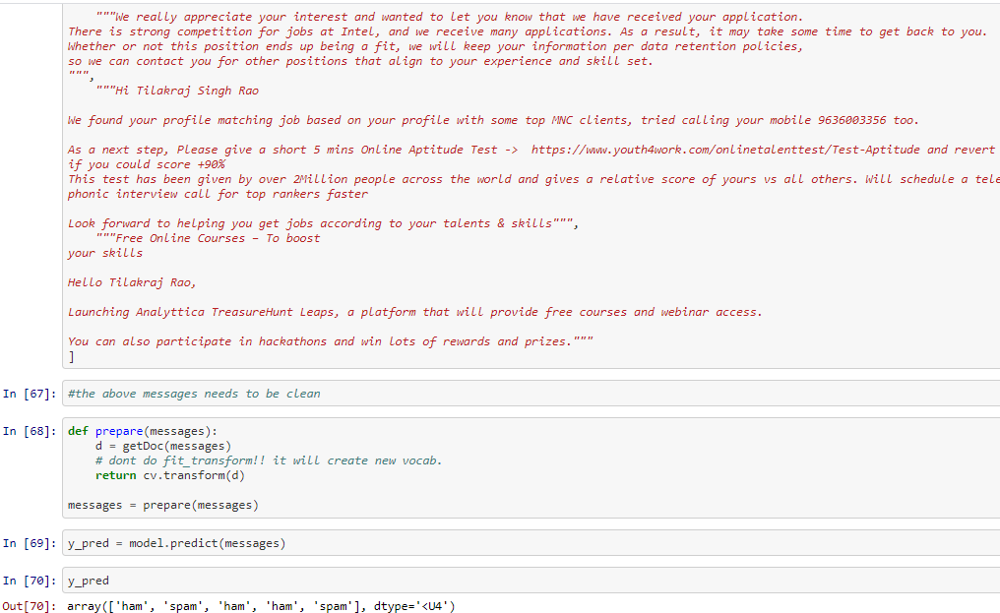 """We really appreciate your interest and wanted to let you know that we have received your application.
There is strong competition for jobs at Intel, and we receive many applications. As a result, it may take some time to get back to you.
Whether or not this position ends up being a fit, we will keep your information per data retention policies,
so we can contact you for other positions that align to your experience and skill set.
""",
"""Hi Tilakraj Singh Rao
We found your profile matching job based on your profile with some top MNC clients, tried calling your mobile 9636003356 too.
As a next step, Please give a short 5 mins Online Aptitude Test -> https://www.youth4work.com/onlinetalenttest/Test-Aptitude and revert
if you could score +90%
This test has been given by over 2Million people across the world and gives a relative score of yours vs all others. Will schedule a tele
phonic interview call for top rankers faster
Look forward to helping you get jobs according to your talents & skills""",
"""Free Online Courses – To boost
your skills
Hello Tilakraj Rao,
Launching Analyttica TreasureHunt Leaps, a platform that will provide free courses and webinar access.
You can also participate in hackathons and win lots of rewards and prizes."""
]
In [67]: #the above messages needs to be clean
In [68]: def prepare(messages):
d = getDoc(messages)
# dont do fit_transform!! it will create new vocab.
return cv.transform(d)
messages = prepare(messages)
In [69]: y_pred = model.predict(messages)
In [70]: y_pred
Out[70]: array(['ham', 'spam', 'ham', 'ham', 'spam'], dtype='<U4')